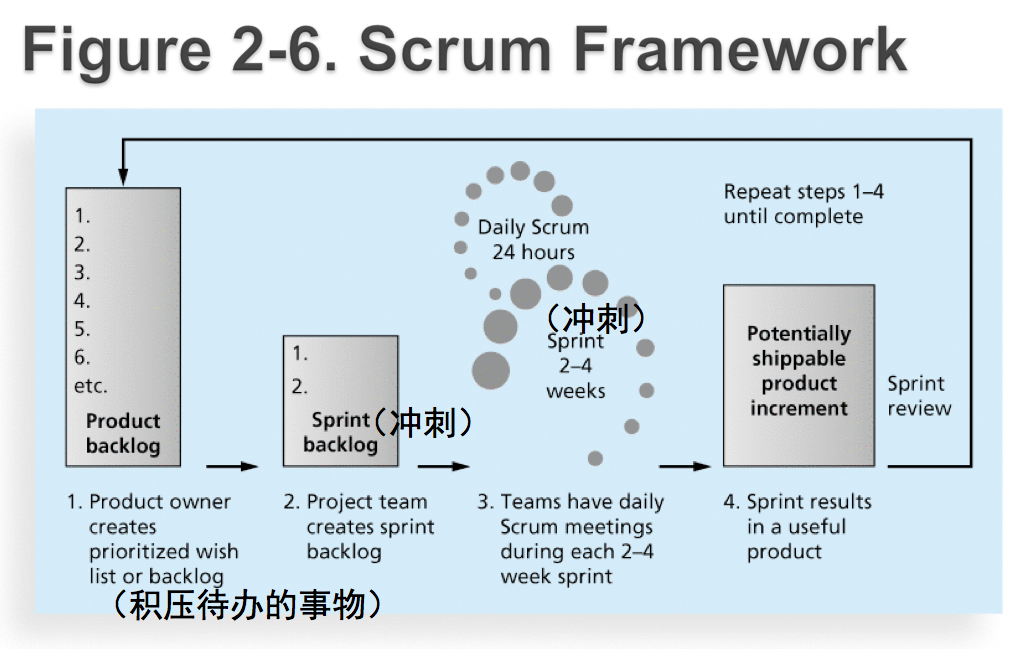 Figure 2-6. Scrum Framework
1.
2.
3.
4.
5.
6.
etc.
Product
backlog
1.
2.
Sprint（冲刺）
backlog
Daily Scrum
24 hours
（冲刺）
Sprint
2–4
weeks
Repeat steps 1–4
until complete
Potentially
shippable
product
increment
Sprint
review
1. Product owner
creates
prioritized wish
list or backlog
（积压待办的事物）
2. Project team
creates sprint
backlog
3. Teams have daily
Scrum meetings
during each 2–4
week sprint
4. Sprint results
in a useful
product